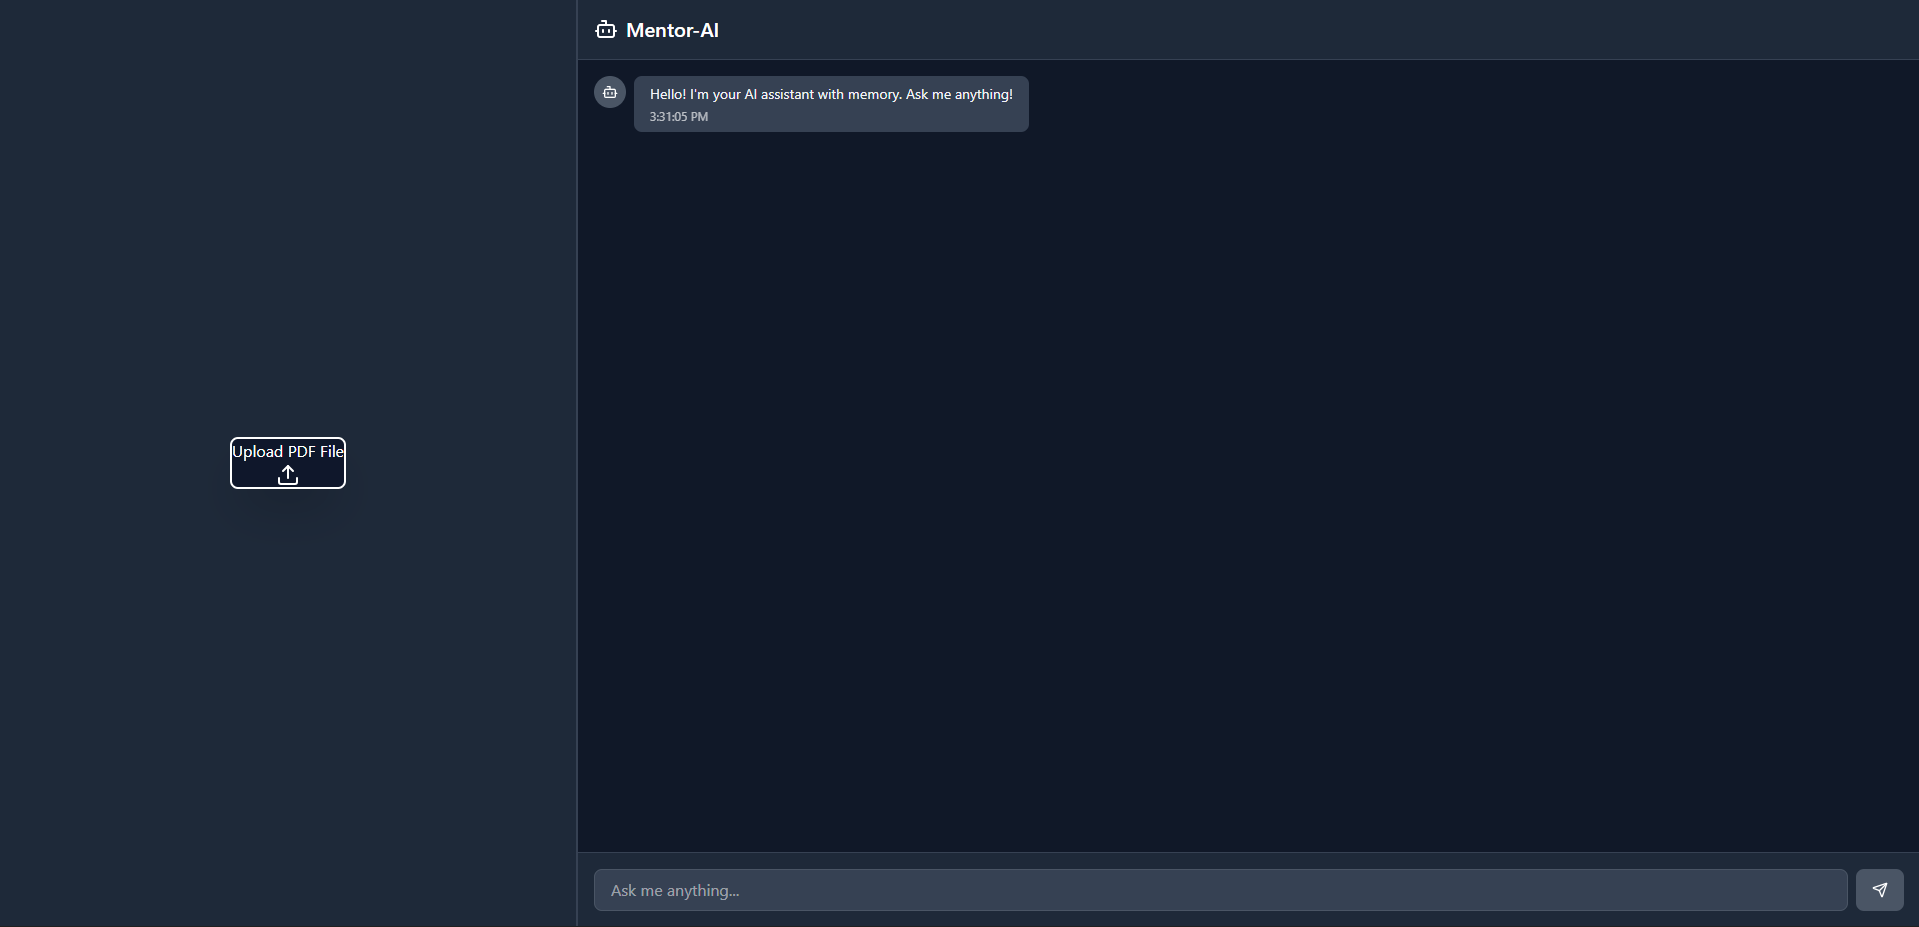 Upload PDF File
Mentor-AI
Hello! I'm your AI assistant with memory. Ask me anything!
3:31:05 PM
Ask me anything...